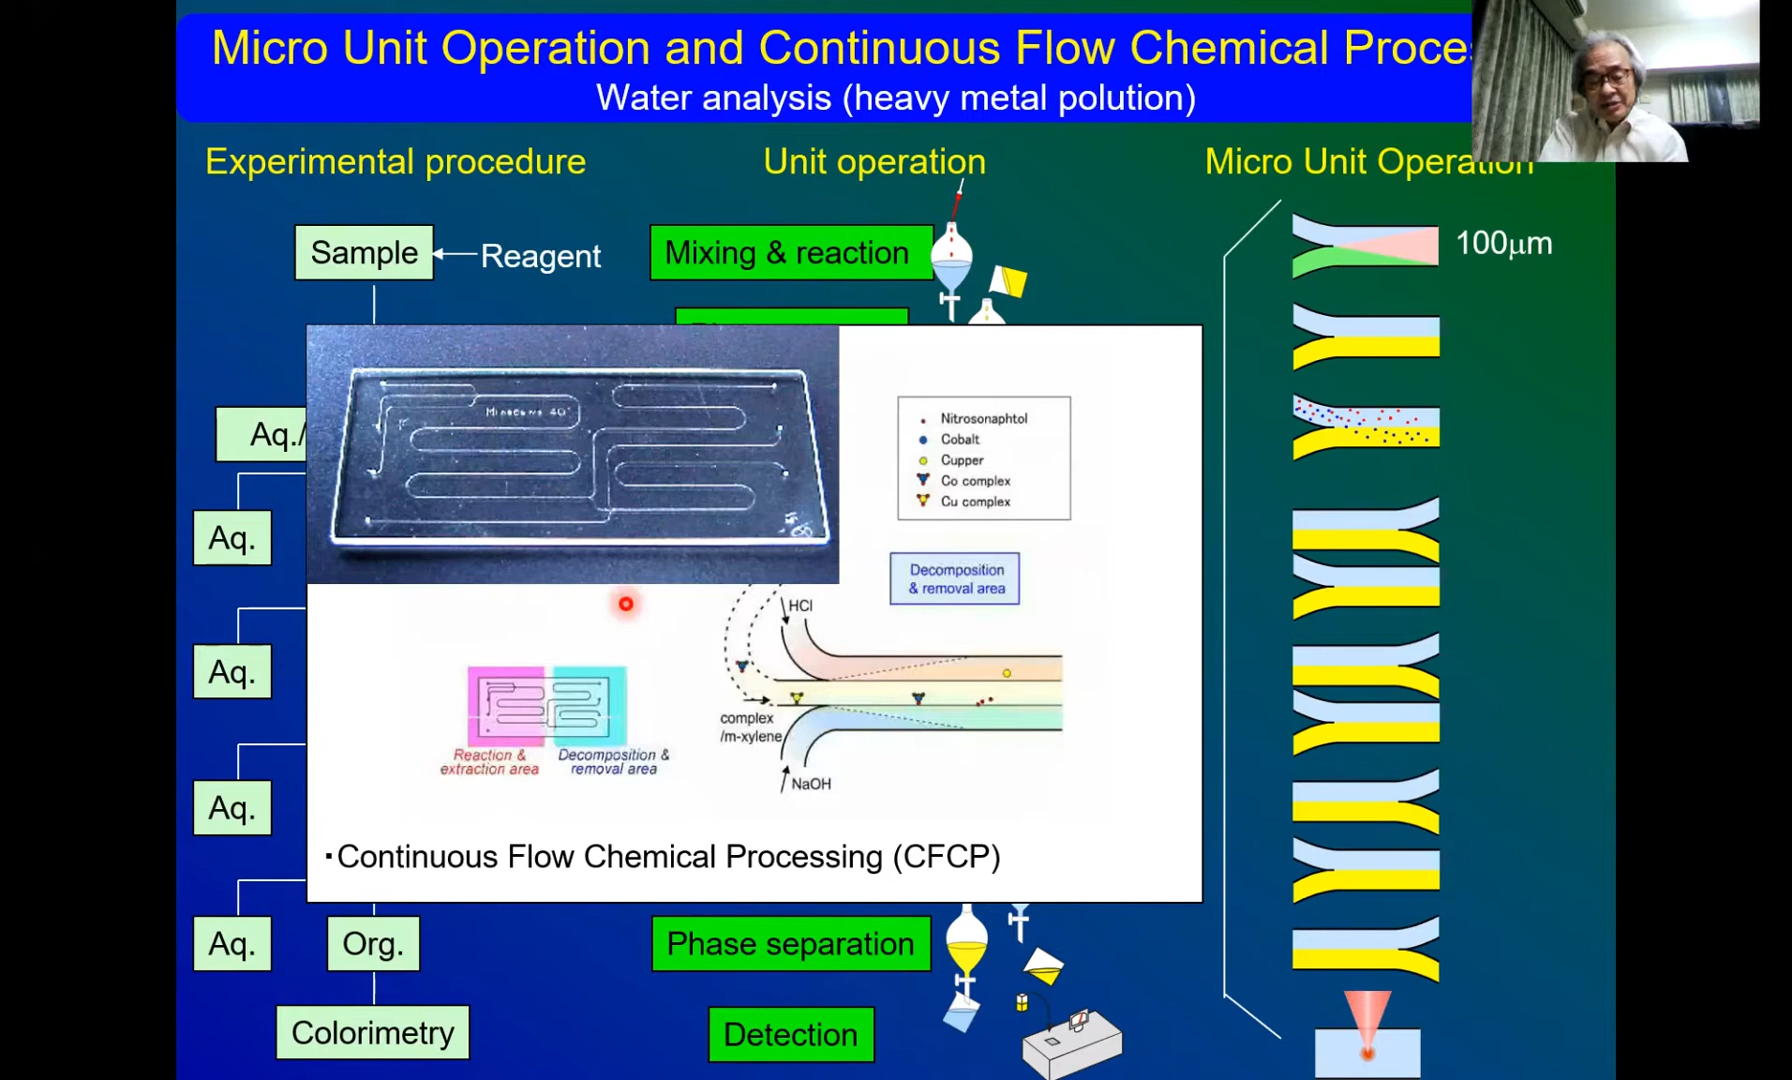 Micro Unit Operation and Continuous Flow Chemical Proces
Water analysis (heavy metal polution)
Experimental procedure
Unit operation
Micro Unit Operation
Sample
Reagent
Mixing & reaction
100μm
Aq./
Aq.
Aq.
Aq.
Aq.
Org.
Colorimetry
Nitrosonaphtol
Cobalt
Cupper
Co complex
Cu complex
Decomposition
& removal area
HCl
complex
/m-xylene
NaOH
Reaction &
extraction area
Decomposition &
removal area
・Continuous Flow Chemical Processing (CFCP)
Phase separation
Detection